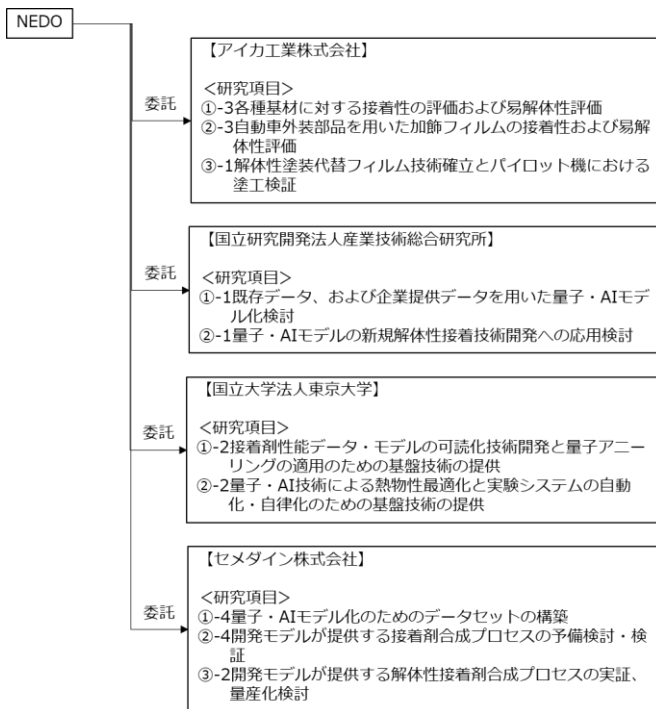 NEDO
【アイカ工業株式会社】
<研究項目>
委託
①-3各種基材に対する接着性の評価および易解体性評価
②-3自動車外装部品を用いた加飾フィルムの接着性および易解
体性評価
③-1解体性塗装代替フィルム技術確立とパイロット機における
塗工検証
【国立研究開発法人産業技術総合研究所】
<研究項目>
委託
①-1既存データ、および企業提供データを用いた量子・AIモデ
ル化検討
②-1量子・AIモデルの新規解体性接着技術開発への応用検討
【国立大学法人東京大学】
<研究項目>
委託
①-2接着剤性能データ・モデルの可読化技術開発と量子アニー
リングの適用のための基盤技術の提供
②-2量子・AI技術による熱物性最適化と実験システムの自動
化・自律化のための基盤技術の提供
【セメダイン株式会社】
<研究項目>
委託
①-4量子・AIモデル化のためのデータセットの構築
②-4開発モデルが提供する接着剤合成プロセスの予備検討・検
証
③-2開発モデルが提供する解体性接着剤合成プロセスの実証、
量産化検討